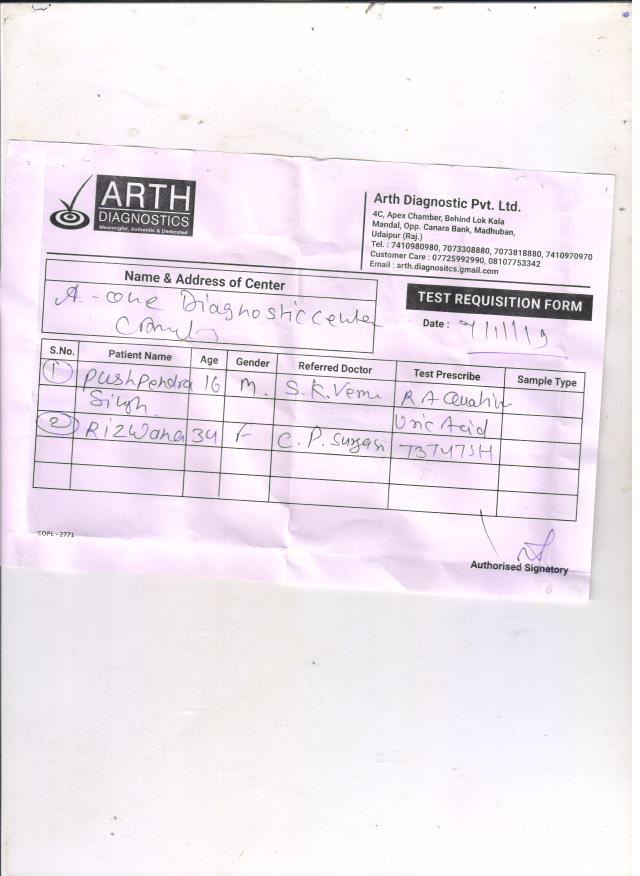 ARTH
DIAGNOSTICS
Meaningful, Authentic & Dedicated
Arth Diagnostic Pvt. Ltd.
4C, Apex Chamber, Behind Lok Kala
Mandal, Opp. Canara Bank, Madhuban,
Udaipur (Raj.)
Tel. : 7410980980, 7073308880, 7073818880, 7410970970
Customer Care : 07725992990, 08107753342
Email : arth.diagnositcs.gmail.com
Name & Address of Center
A-one Diagnostic center
TEST REQUISITION FORM
Date :
S.No. Patient Name Age Gender Referred Doctor Test Prescribe Sample Type
1 Pushpendra 16 M. S.K. Verma R A
Singh Uric Acid
2 Rizwana 34 F C. P. T3T4TSH
COPL - 2771
Authorised Signatory